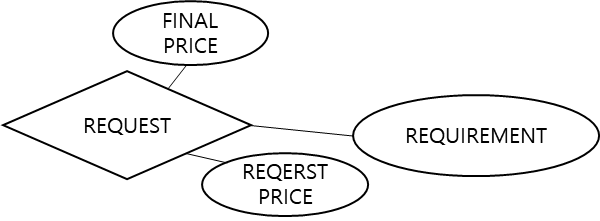 FINAL
PRICE
REQUEST
REQUIREMENT
REQERST
PRICE